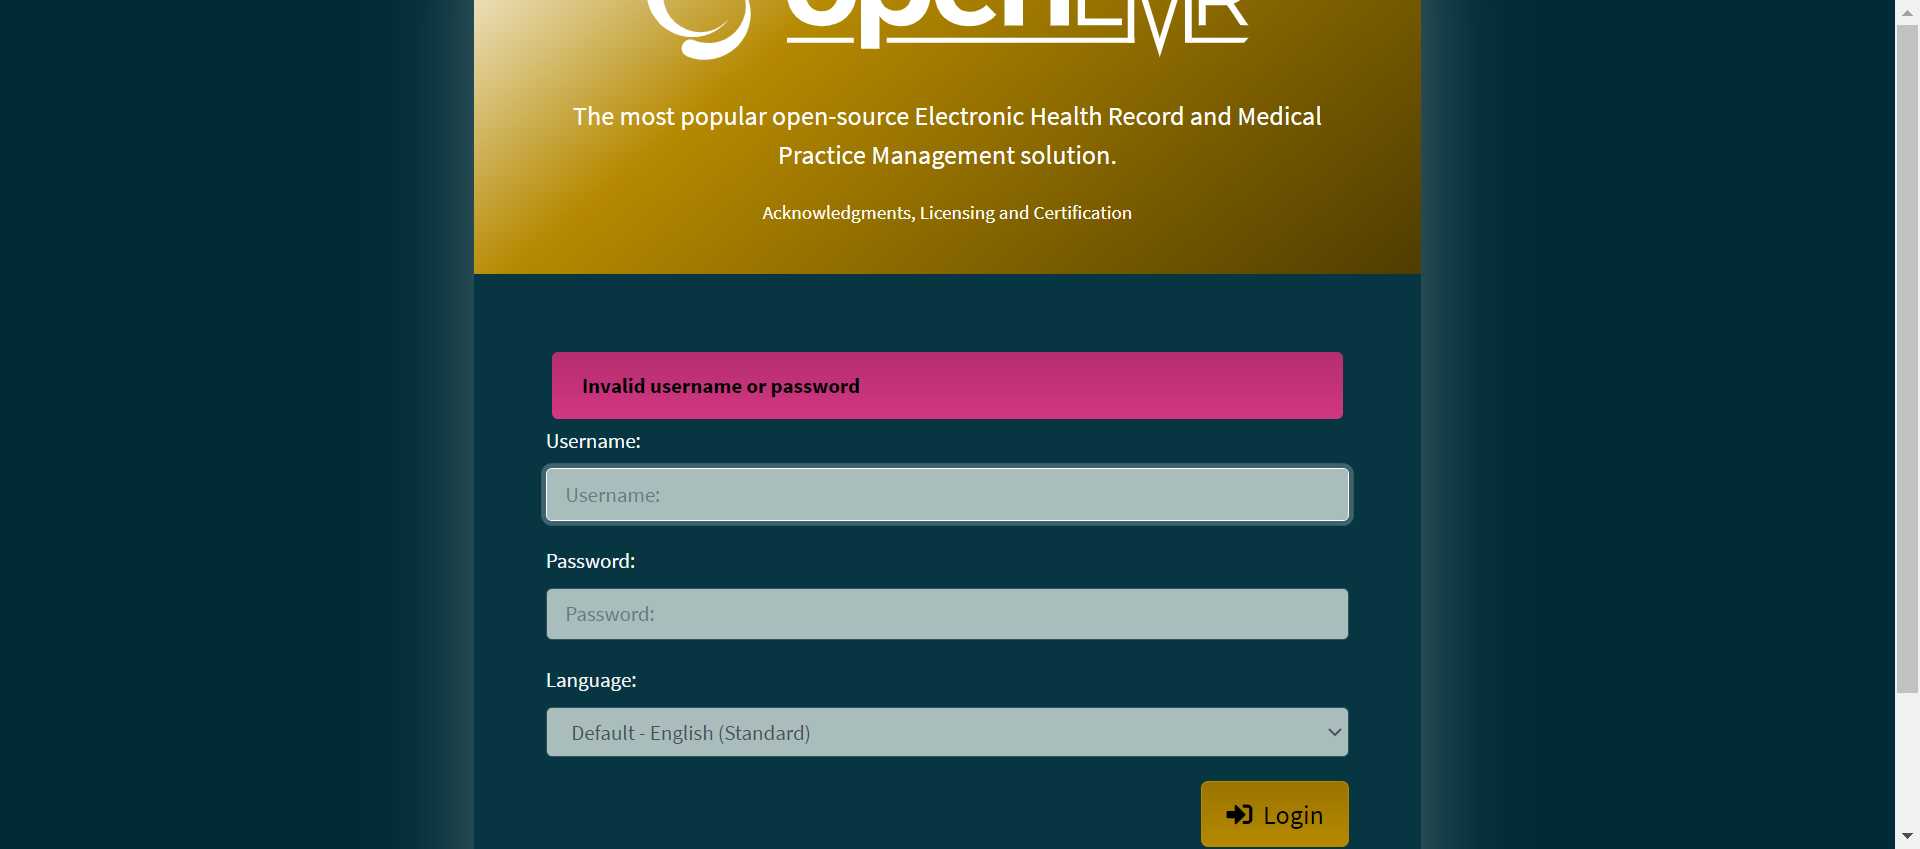 openEMR
The most popular open-source Electronic Health Record and Medical
Practice Management solution.
Acknowledgments, Licensing and Certification
Invalid username or password
Username:
Username:
Password:
Password:
Language:
Default - English (Standard)
Login